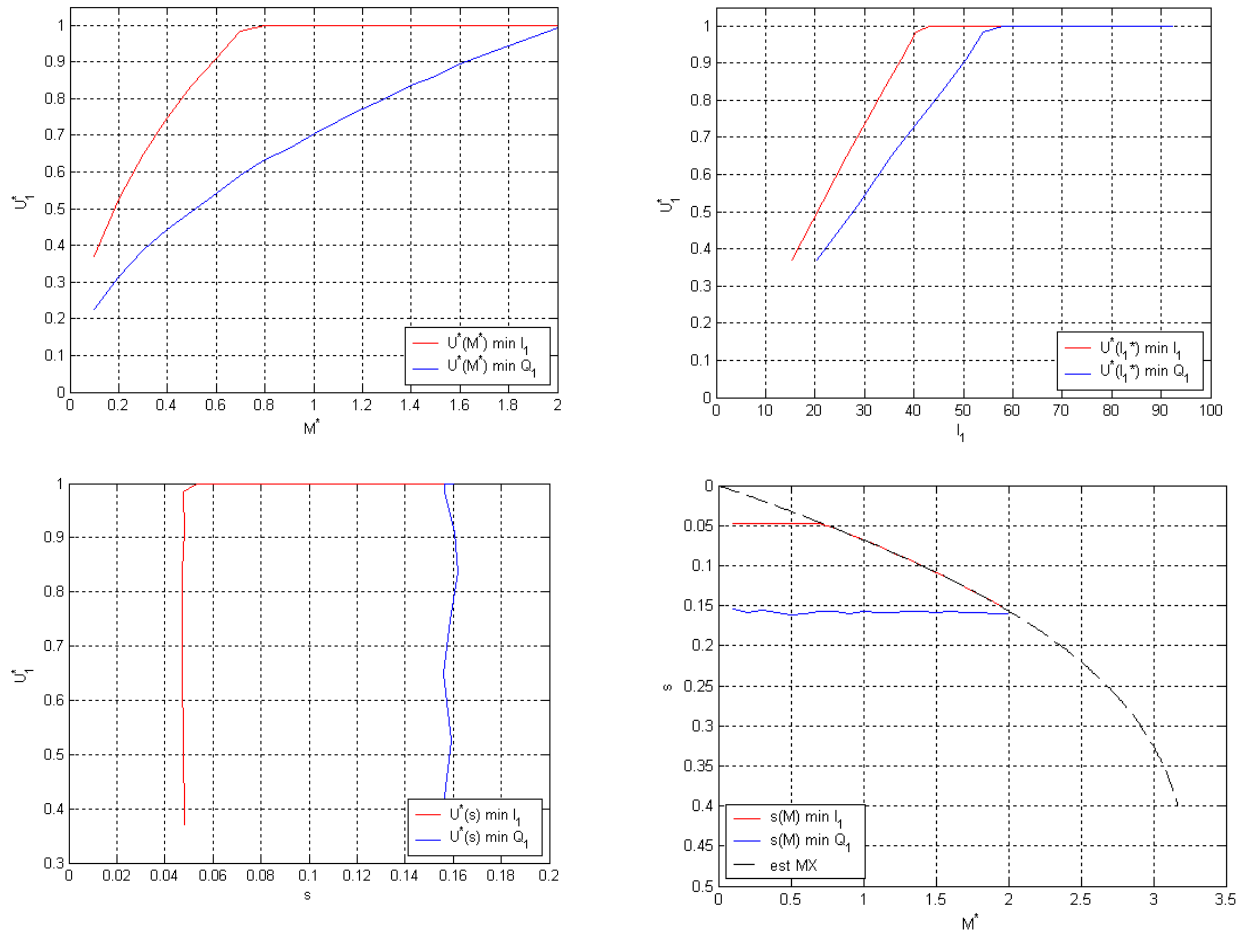 1
0.9
0.8
0.7
0.6
0.5
0.4
0.3
0.2
0.1
0
U*₁
0 0.2 0.4 0.6 0.8 1 1.2 1.4 1.6 1.8 2
M*
U*(M*) min I₁
U*(M*) min Q₁
1
0.9
0.8
0.7
0.6
0.5
0.4
0.3
0.2
0.1
0
U*₁
0 10 20 30 40 50 60 70 80 90 100
I₁
U*(I₁*) min I₁
U*(I₁*) min Q₁
1
0.9
0.8
0.7
0.6
0.5
0.4
0.3
U*₁
0 0.02 0.04 0.06 0.08 0.1 0.12 0.14 0.16 0.18 0.2
s
U*(s) min I₁
U*(s) min Q₁
0
0.05
0.1
0.15
0.2
0.25
0.3
0.35
0.4
0.45
0.5
s
0 0.5 1 1.5 2 2.5 3 3.5
M*
s(M) min I₁
s(M) min Q₁
est MX